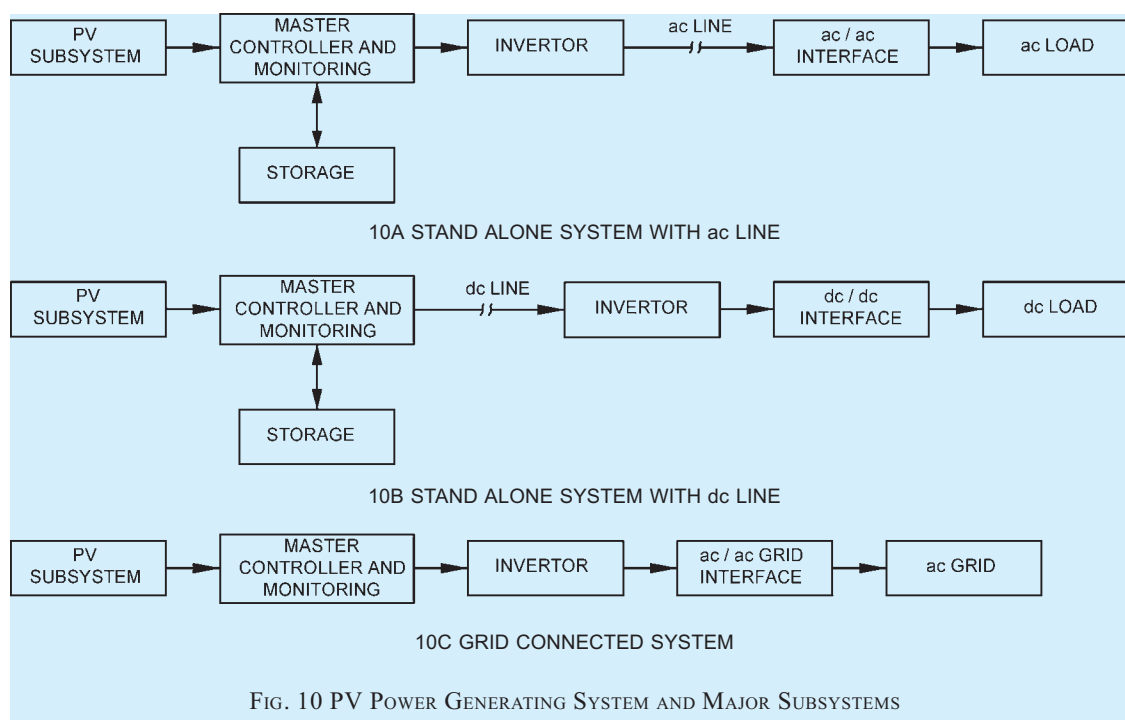 PV
SUBSYSTEM
MASTER
CONTROLLER AND
MONITORING
INVERTOR
ac LINE
ac / ac
INTERFACE
ac LOAD
STORAGE
10A STAND ALONE SYSTEM WITH ac LINE
PV
SUBSYSTEM
MASTER
CONTROLLER AND
MONITORING
dc LINE
INVERTOR
dc / dc
INTERFACE
dc LOAD
STORAGE
10B STAND ALONE SYSTEM WITH dc LINE
PV
SUBSYSTEM
MASTER
CONTROLLER AND
MONITORING
INVERTOR
ac / ac GRID
INTERFACE
ac GRID
10C GRID CONNECTED SYSTEM
FIG. 10 PV POWER GENERATING SYSTEM AND MAJOR SUBSYSTEMS